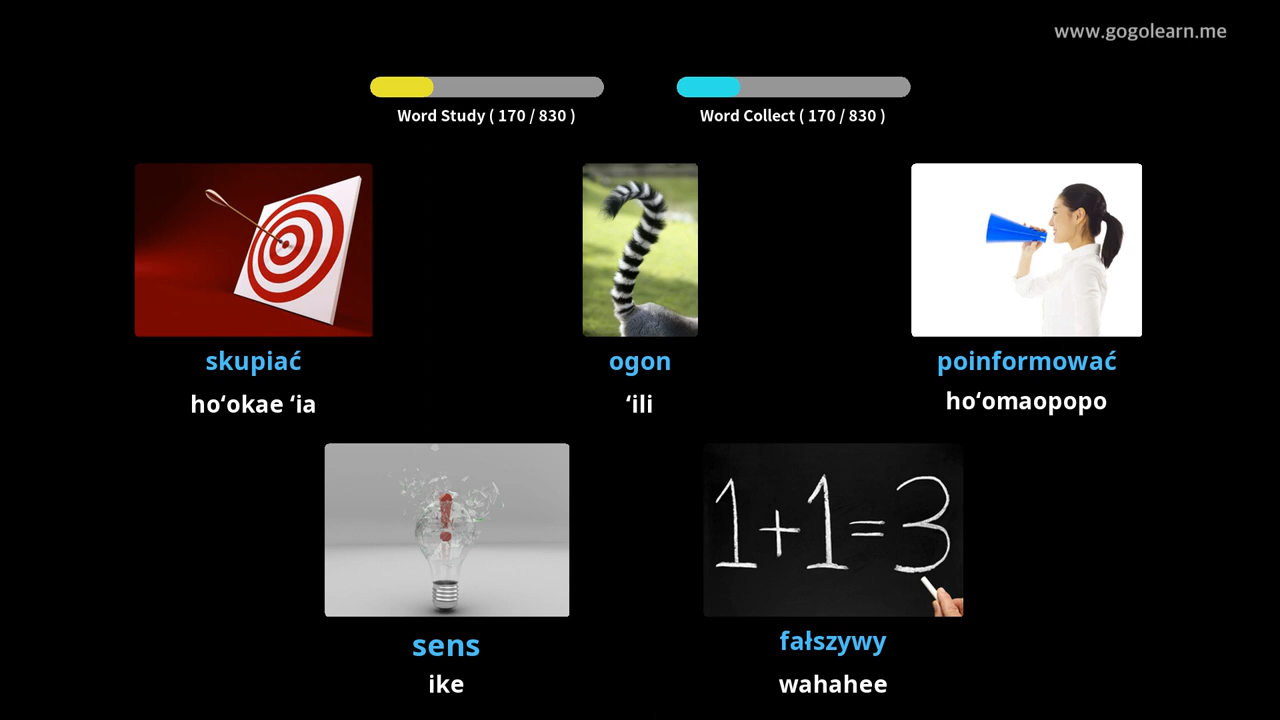 www.gogolearn.me
Word Study ( 170 / 830 )
Word Collect ( 170 / 830 )
skupiać
hoʻokae ʻia
ogon
ʻili
poinformować
hoʻomaopopo
sens
ike
1+1=3
fałszywy
wahahee